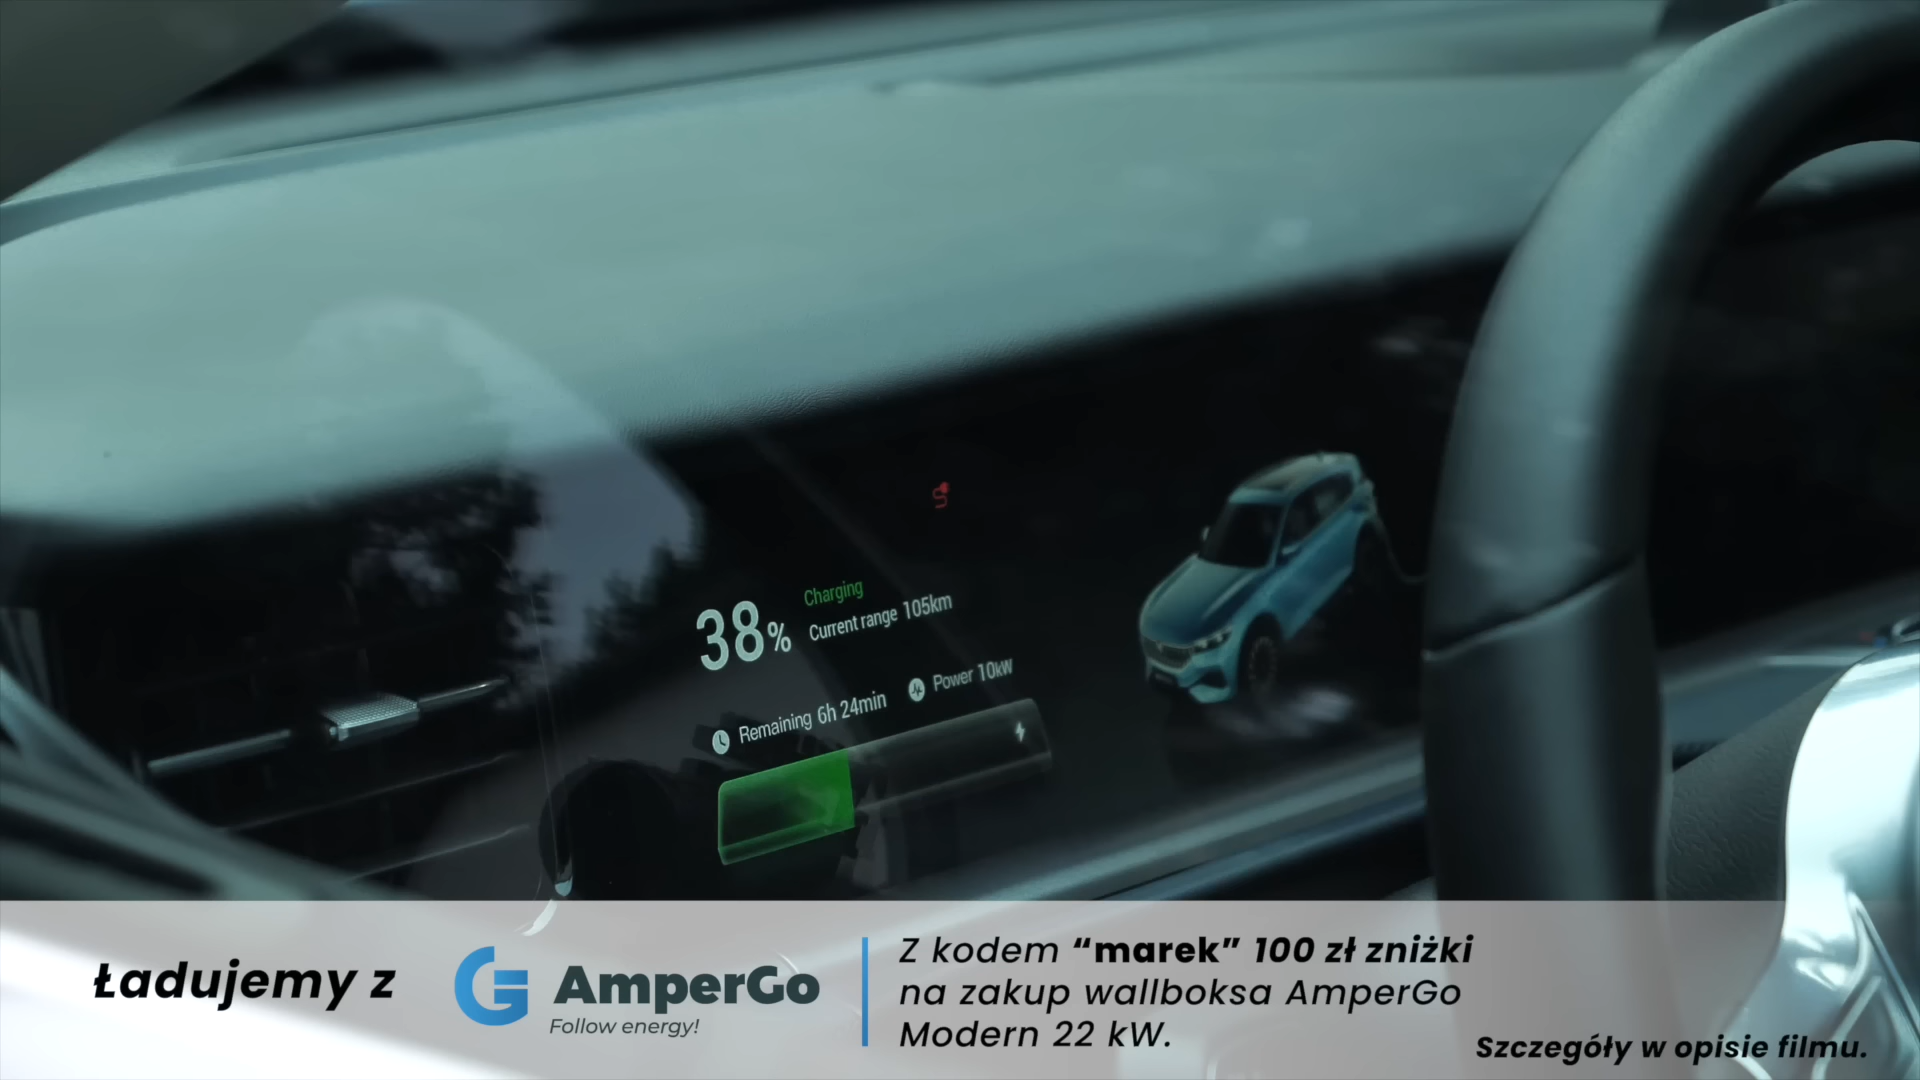 38%
Charging
Current range 105km
Remaining 6h 24min
Power 10kW
Ładujemy z
AmperGo
Follow energy!
Z kodem “marek” 100 zł zniżki
na zakup wallboksa AmperGo
Modern 22 kW.
Szczegóły w opisie filmu.